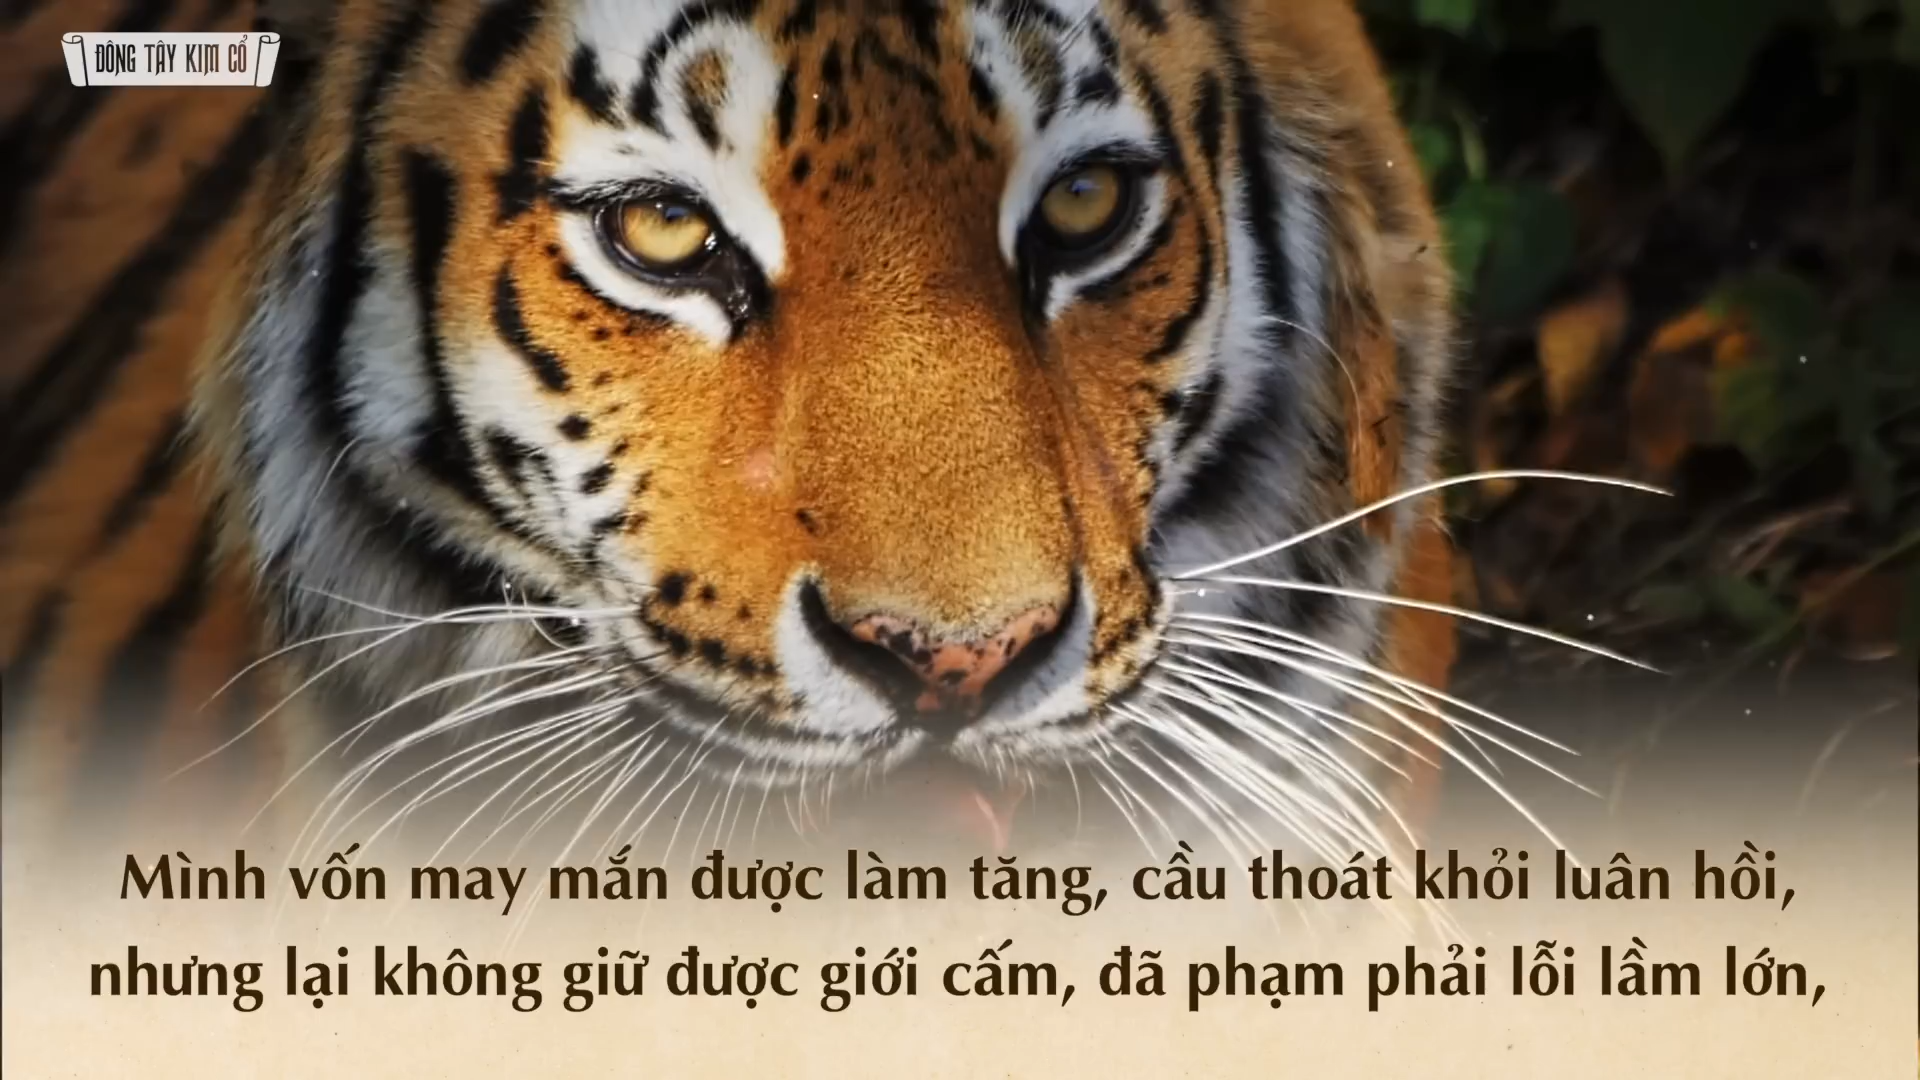 ĐÔNG TÂY KIM CỔ
Mình vốn may mắn được làm tăng, cầu thoát khỏi luân hồi,
nhưng lại không giữ được giới cấm, đã phạm phải lỗi lầm lớn,